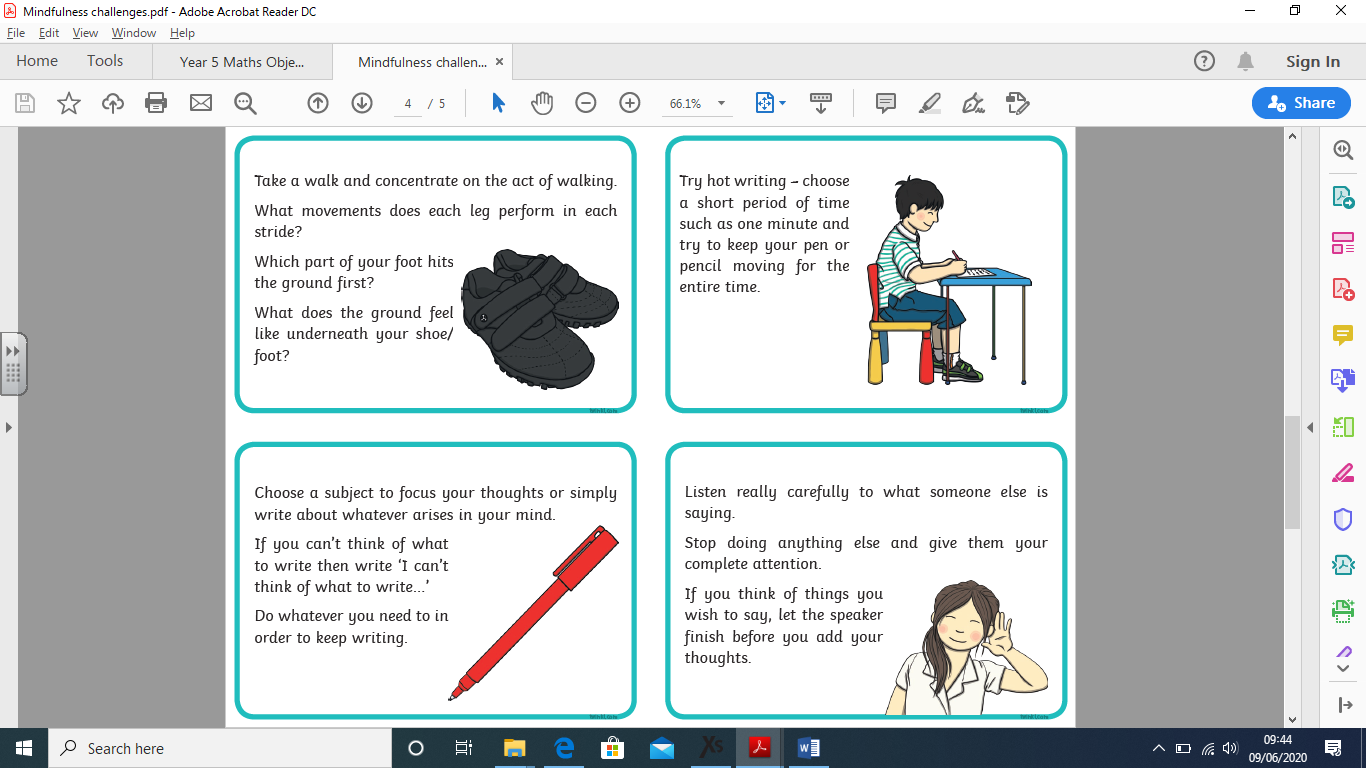 Mindfulness challenges.pdf - Adobe Acrobat Reader DC
File Edit View Window Help
Home Tools Year 5 Maths Obje... Mindfulness challen... × Sign In
4 / 5 66.1% Share
Take a walk and concentrate on the act of walking.
What movements does each leg perform in each
stride?
Which part of your foot hits
the ground first?
What does the ground feel
like underneath your shoe/
foot?
Try hot writing – choose
a short period of time
such as one minute and
try to keep your pen or
pencil moving for the
entire time.
Choose a subject to focus your thoughts or simply
write about whatever arises in your mind.
If you can't think of what
to write then write ‘I can't
think of what to write...’
Do whatever you need to in
order to keep writing.
Listen really carefully to what someone else is
saying.
Stop doing anything else and give them your
complete attention.
If you think of things you
wish to say, let the speaker
finish before you add your
thoughts.
Search here
09:44
09/06/2020